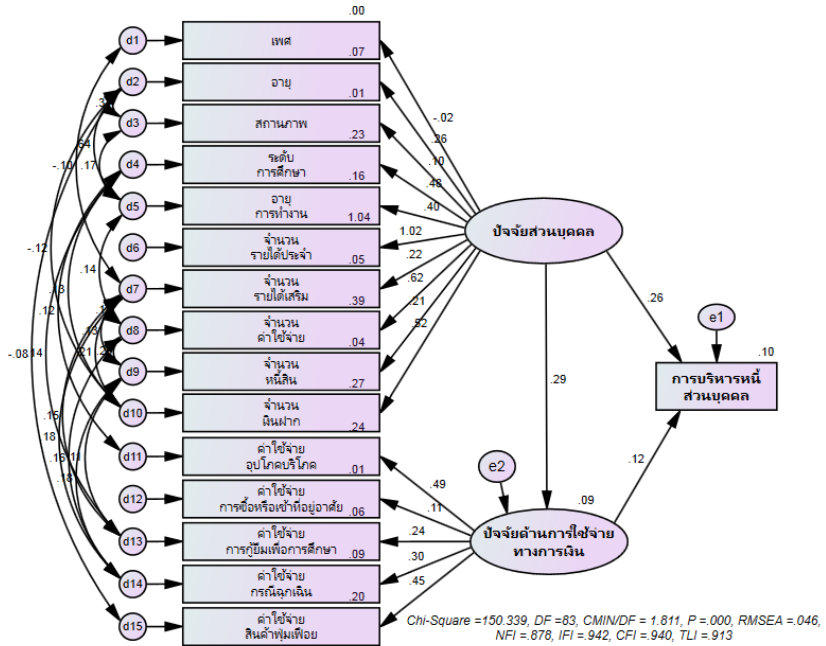 .00
d1
เพศ
.07
d2
อายุ
.01
d3
สถานภาพ
.23
d4
ระดับ
การศึกษา
.16
d5
อายุ
การทำงาน
1.04
d6
จำนวน
รายได้ประจำ
.05
d7
จำนวน
รายได้เสริม
.39
d8
จำนวน
ค่าใช้จ่าย
.04
d9
จำนวน
หนี้สิน
.27
d10
จำนวน
เงินฝาก
.24
d11
ค่าใช้จ่าย
อุปโภคบริโภค
.01
d12
ค่าใช้จ่าย
การซื้อหรือเช้าที่อยู่อาศัย
.06
d13
ค่าใช้จ่าย
การกู้ยืมเพื่อการศึกษา
.09
d14
ค่าใช้จ่าย
กรณีฉุกเฉิน
.20
d15
ค่าใช้จ่าย
สินค้าฟุ่มเฟือย
-.10
.17
-.12
.14
.12
.13
-.08
14
.15
18
.16
.18
-.02
.26
.10
.48
.40
1.02
.22
.62
.21
.52
ปัจจัยส่วนบุคคล
.26
e1
.10
การบริหารหนี้
ส่วนบุคคล
.29
.12
e2
.09
ปัจจัยด้านการใช้จ่าย
ทางการเงิน
.49
.11
.24
.30
.45
Chi-Square =150.339, DF =83, CMIN/DF = 1.811, P =.000, RMSEA =.046,
NFI =.878, IFI =.942, CFI =.940, TLI =.913